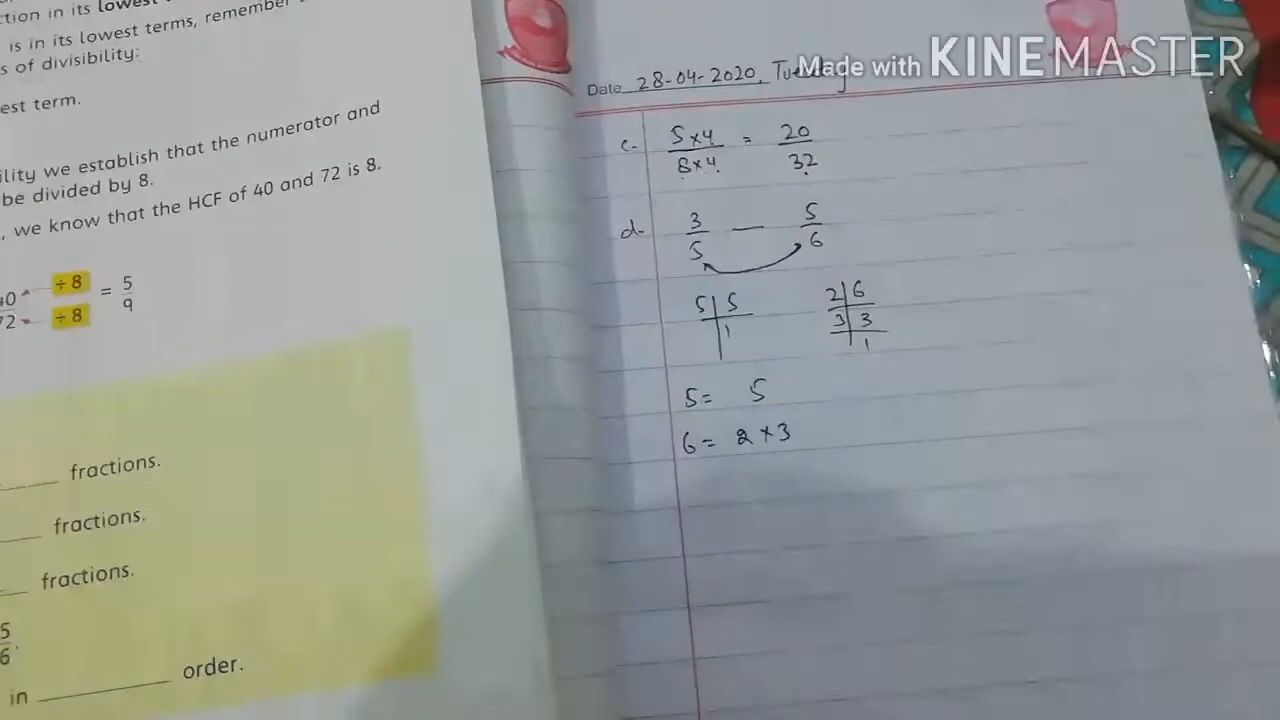 ction in its lowest
is in its lowest terms, remember
s of divisibility:
est term.
ility we establish that the numerator and
be divided by 8.
, we know that the HCF of 40 and 72 is 8.
40 ÷ 8 = 5
72 ÷ 8 9
fractions.
fractions.
fractions.
5
6.
in ____ order.
Made with KINEMASTER
Date 28-04-2020, Tuesday
c- 5×4 = 20
8×4 32
d- 3 — 5
5 6
5|5 2|6
|1 3|3
|1
5= 5
6= 2×3